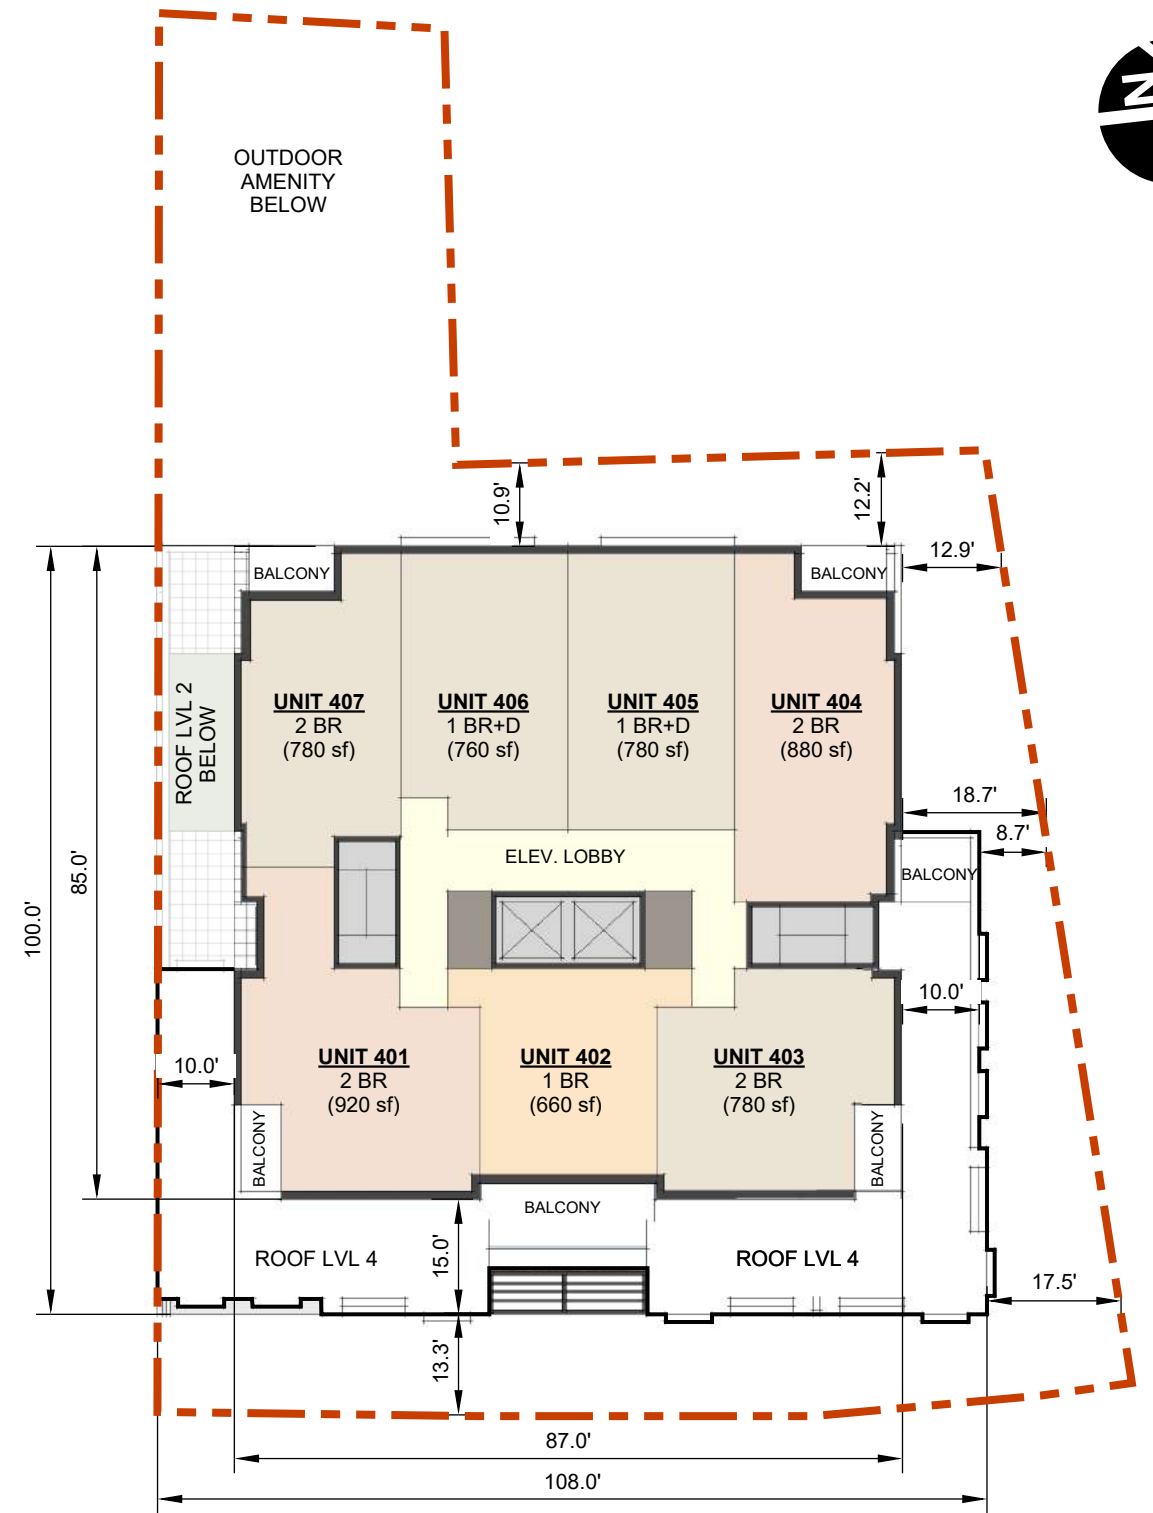 N
OUTDOOR
AMENITY
BELOW
10.9'
12.2'
12.9'
BALCONY
BALCONY
ROOF LVL 2
BELOW
UNIT 407
2 BR
(780 sf)
UNIT 406
1 BR+D
(760 sf)
UNIT 405
1 BR+D
(780 sf)
UNIT 404
2 BR
(880 sf)
18.7'
8.7'
85.0'
100.0'
ELEV. LOBBY
BALCONY
10.0'
10.0'
UNIT 401
2 BR
(920 sf)
UNIT 402
1 BR
(660 sf)
UNIT 403
2 BR
(780 sf)
BALCONY
BALCONY
BALCONY
ROOF LVL 4
15.0'
ROOF LVL 4
17.5'
13.3'
87.0'
108.0'